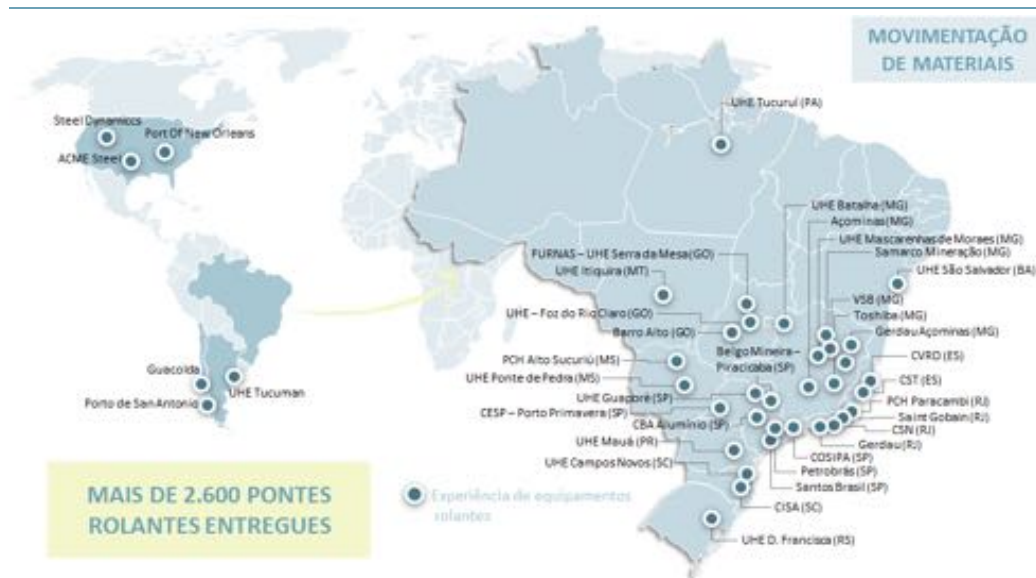 MOVIMENTAÇÃO
DE MATERIAIS
Steel Dynamics
Port Of New Orleans
ACME Steel
Guacolda
UHE Tucuman
Porto de San Antonio
UHE Tucuruí (PA)
UHE Batalha (MG)
Açominas (MG)
UHE Mascarenhas de Moraes (MG)
Samarco Mineração (MG)
UHE São Salvador (BA)
FURNAS – UHE Serra da Mesa (GO)
UHE Itiquira (MT)
VSB (MG)
Toshiba (MG)
UHE – Foz do Rio Claro (GO)
Barro Alto (GO)
Gerdau Açominas (MG)
Belgo Mineira –
Piracicaba (SP)
CVRD (ES)
PCH Alto Sucuriú (MS)
CST (ES)
UHE Ponte de Pedra (MS)
PCH Paracambi (RJ)
UHE Guaporé (SP)
Saint Gobain (RJ)
CESP – Porto Primavera (SP)
CSN (RJ)
CBA Alumínio (SP)
Gerdau (RJ)
UHE Mauá (PR)
COSIPA (SP)
UHE Campos Novos (SC)
Petrobrás (SP)
Santos Brasil (SP)
CISA (SC)
UHE D. Francisca (RS)
MAIS DE 2.600 PONTES
ROLANTES ENTREGUES
Experiência de equipamentos
rolantes